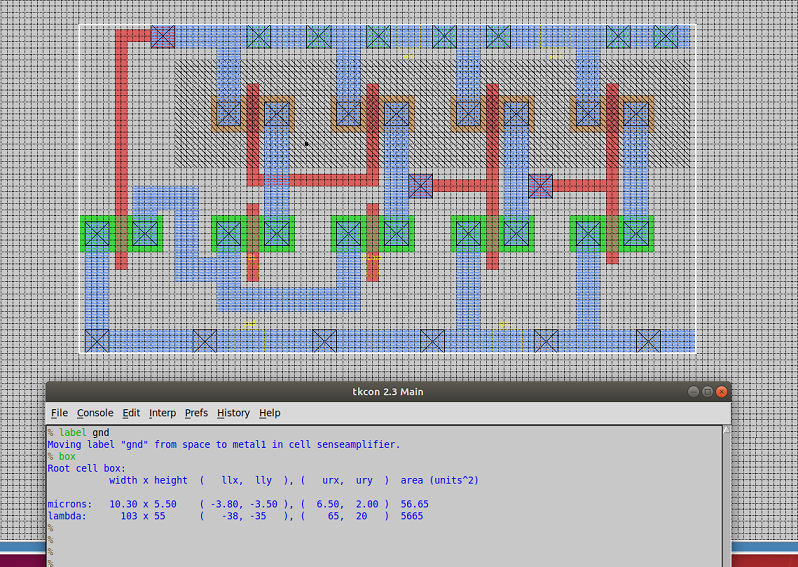 tkcon 2.3 Main
File Console Edit Interp Prefs History Help
% label gnd
Moving label "gnd" from space to metal1 in cell senseamplifier.
% box
Root cell box:
width x height ( llx, lly ), ( urx, ury ) area (units^2)
microns: 10.30 x 5.50 ( -3.80, -3.50 ), ( 6.50, 2.00 ) 56.65
lambda: 103 x 55 ( -38, -35 ), ( 65, 20 ) 5665
%
%
%
%